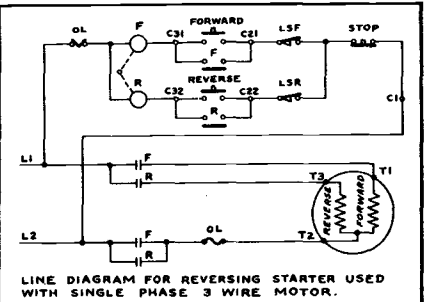 FORWARD
OL F C31 C21 LSF STOP
F
R REVERSE
C32 C22 LSR
R C1
L1 F
R T3 T1
REVERSE FORWARD
L2 F OL T2
R
LINE DIAGRAM FOR REVERSING STARTER USED
WITH SINGLE PHASE 3 WIRE MOTOR.